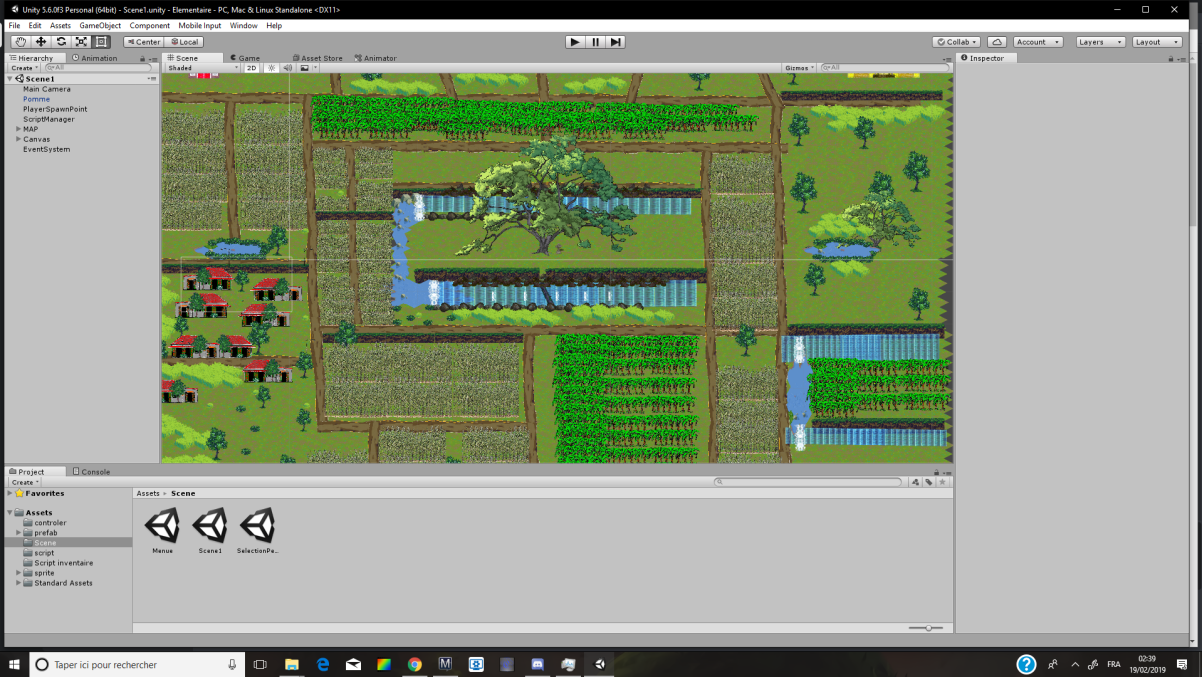 Unity 5.6.0f3 Personal (64bit) - Scene1.unity - Elementaire - PC, Mac & Linux Standalone <DX11>
File Edit Assets GameObject Component Mobile Input Window Help
Center Local Collab Account Layers Layout
Hierarchy Animation Scene Game Asset Store Animator Inspector
Create All Shaded 2D Gizmos All
Scene1
Main Camera
Pomme
PlayerSpawnPoint
ScriptManager
MAP
Canvas
EventSystem
Project Console
Create
Favorites Assets Scene
Assets
controler
prefab
Scene
script
Script inventaire
sprite
Standard Assets
Menue Scene1 SelectionPe...
Taper ici pour rechercher
FRA
02:39
19/02/2019